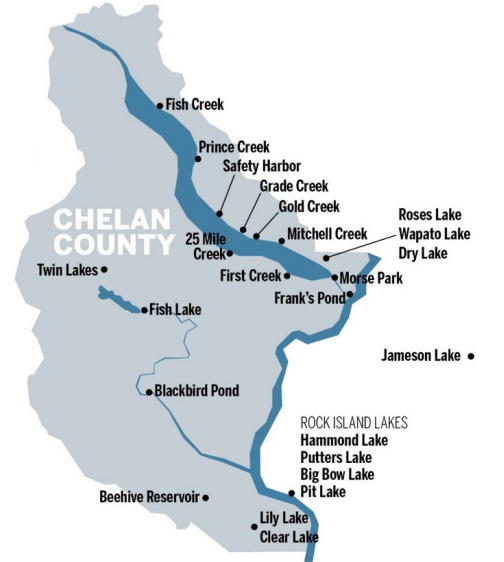 Fish Creek
Prince Creek
Safety Harbor
Grade Creek
Gold Creek
Mitchell Creek
Roses Lake
Wapato Lake
Dry Lake
CHELAN
COUNTY
25 Mile
Creek
First Creek
Morse Park
Frank's Pond
Twin Lakes
Fish Lake
Jameson Lake
Blackbird Pond
ROCK ISLAND LAKES
Hammond Lake
Putters Lake
Big Bow Lake
Pit Lake
Beehive Reservoir
Lily Lake
Clear Lake